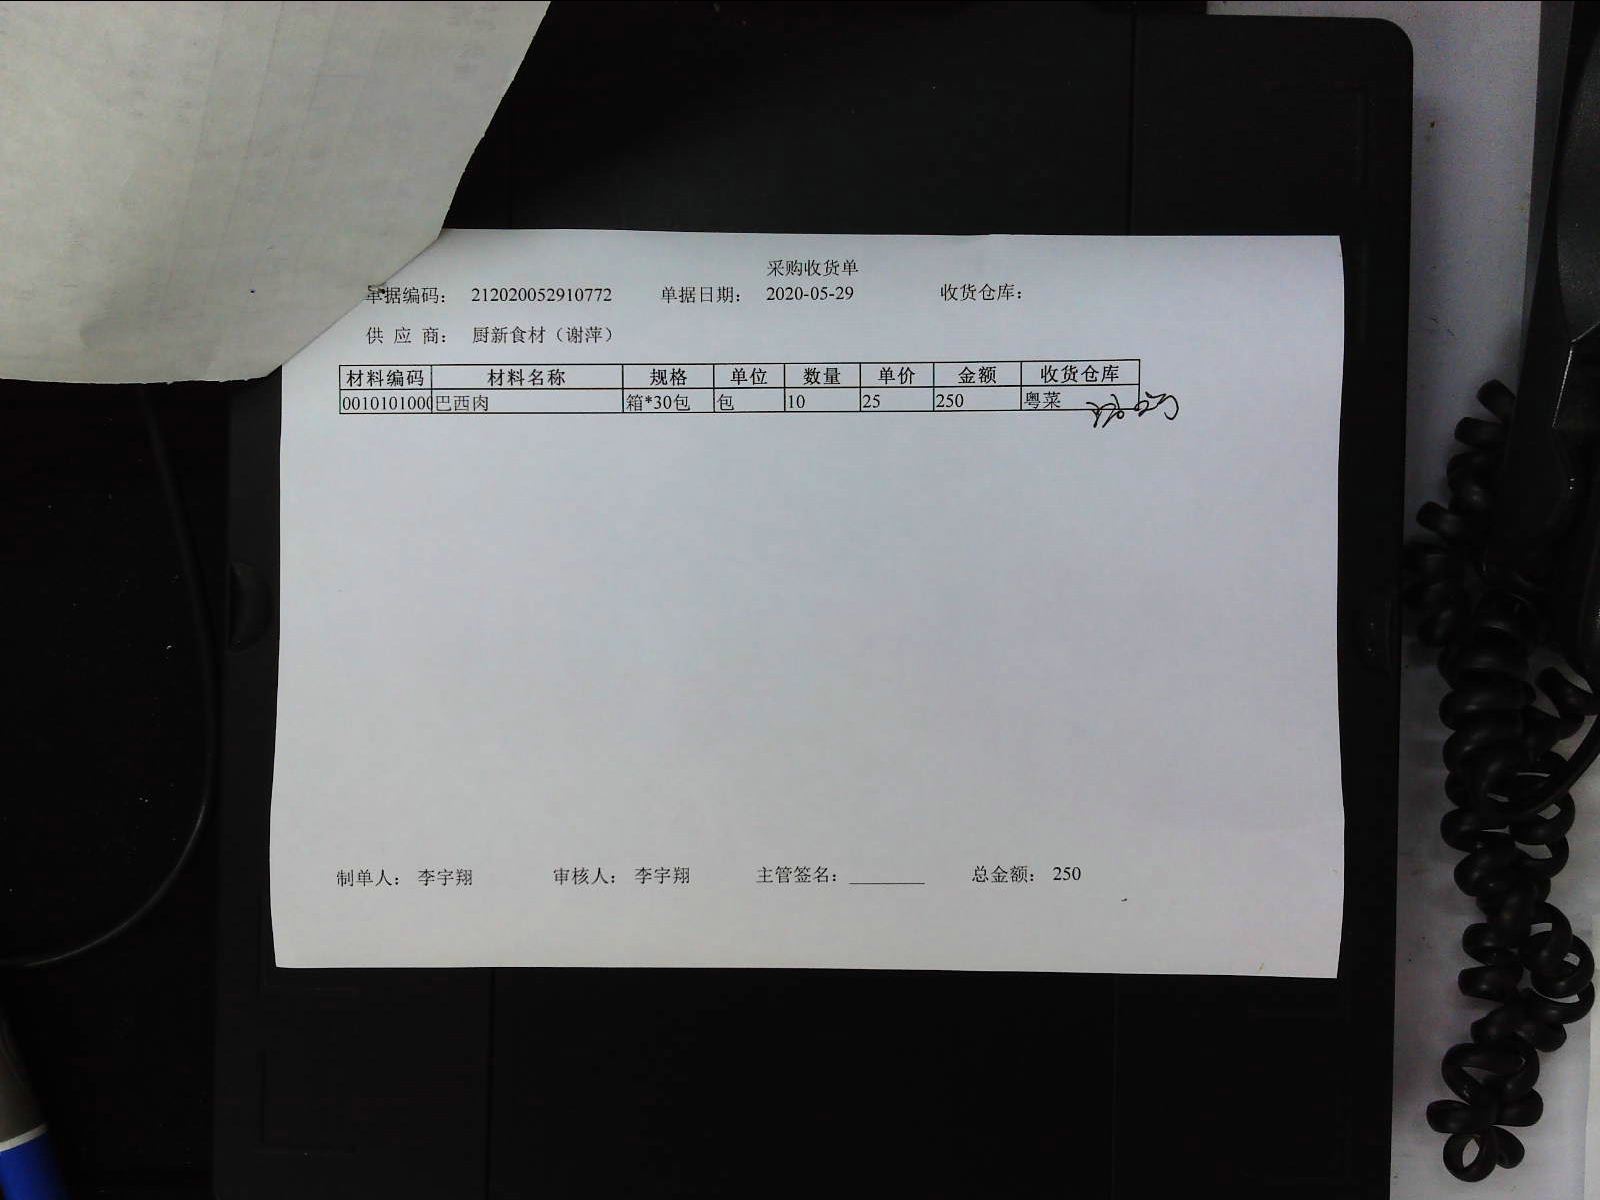 采购收货单
单据编码： 212020052910772 单据日期： 2020-05-29 收货仓库：
供 应 商： 厨新食材（谢萍）
材料编码 材料名称 规格 单位 数量 单价 金额 收货仓库
0010101000 巴西肉 箱*30包 包 10 25 250 粤菜
制单人： 李宇翔 审核人： 李宇翔 主管签名：________ 总金额： 250